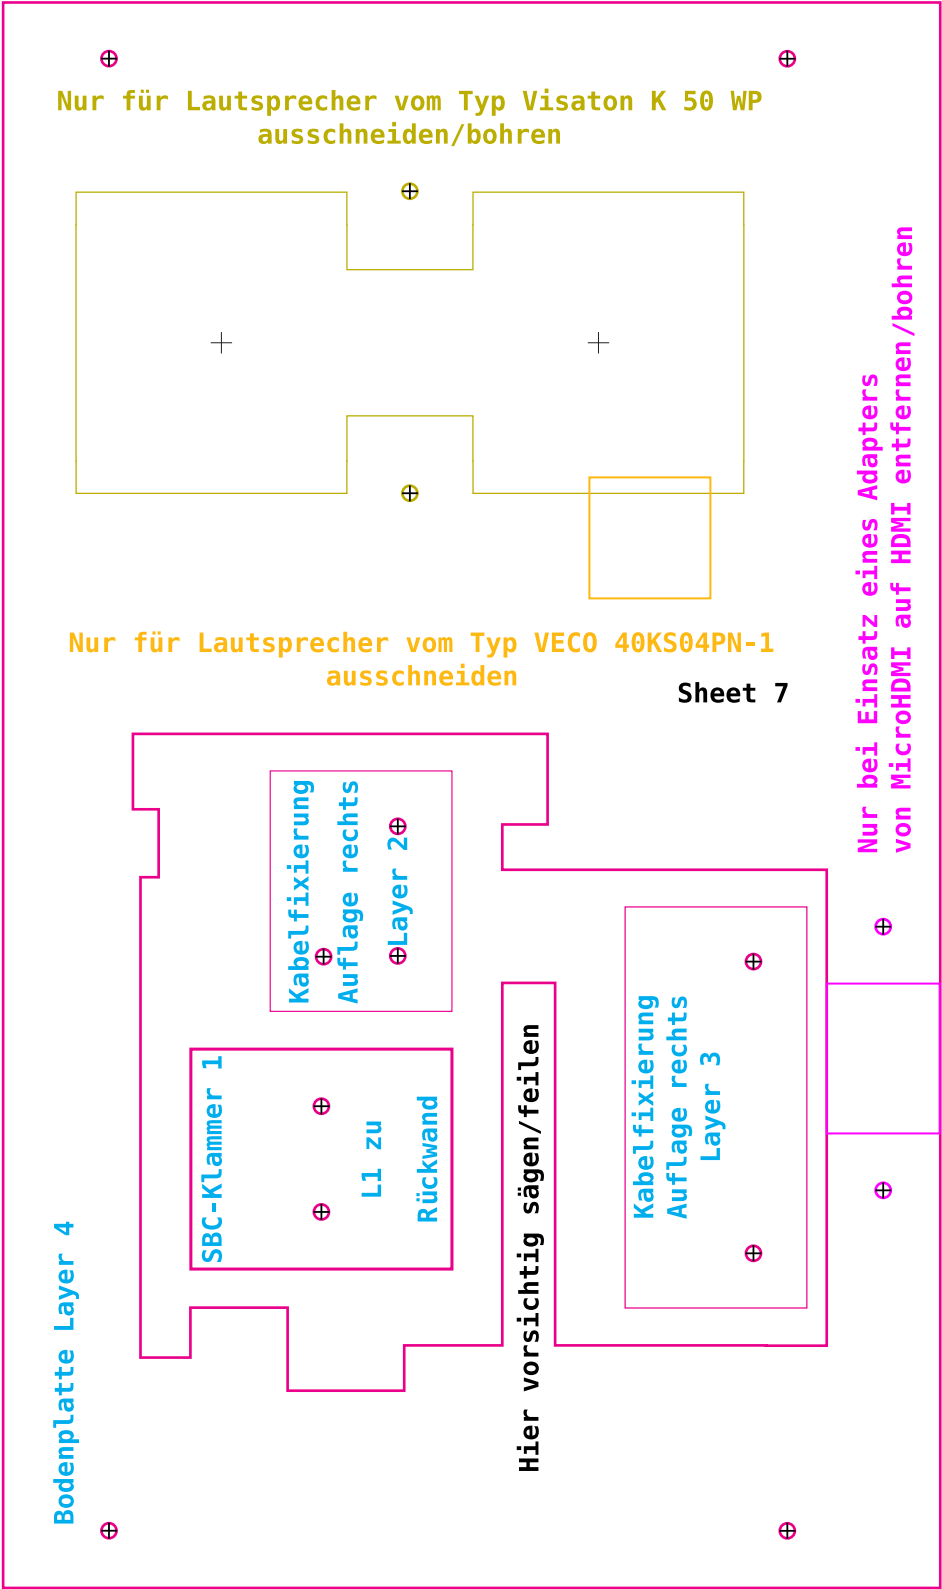 Nur für Lautsprecher vom Typ Visaton K 50 WP
ausschneiden/bohren
Nur bei Einsatz eines Adapters
von MicroHDMI auf HDMI entfernen/bohren
Nur für Lautsprecher vom Typ VECO 40KS04PN-1
ausschneiden
Sheet 7
Kabelfixierung
Auflage rechts
Layer 2
Kabelfixierung
Auflage rechts
Layer 3
SBC-Klammer 1
L1 zu
Rückwand
Hier vorsichtig sägen/feilen
Bodenplatte Layer 4